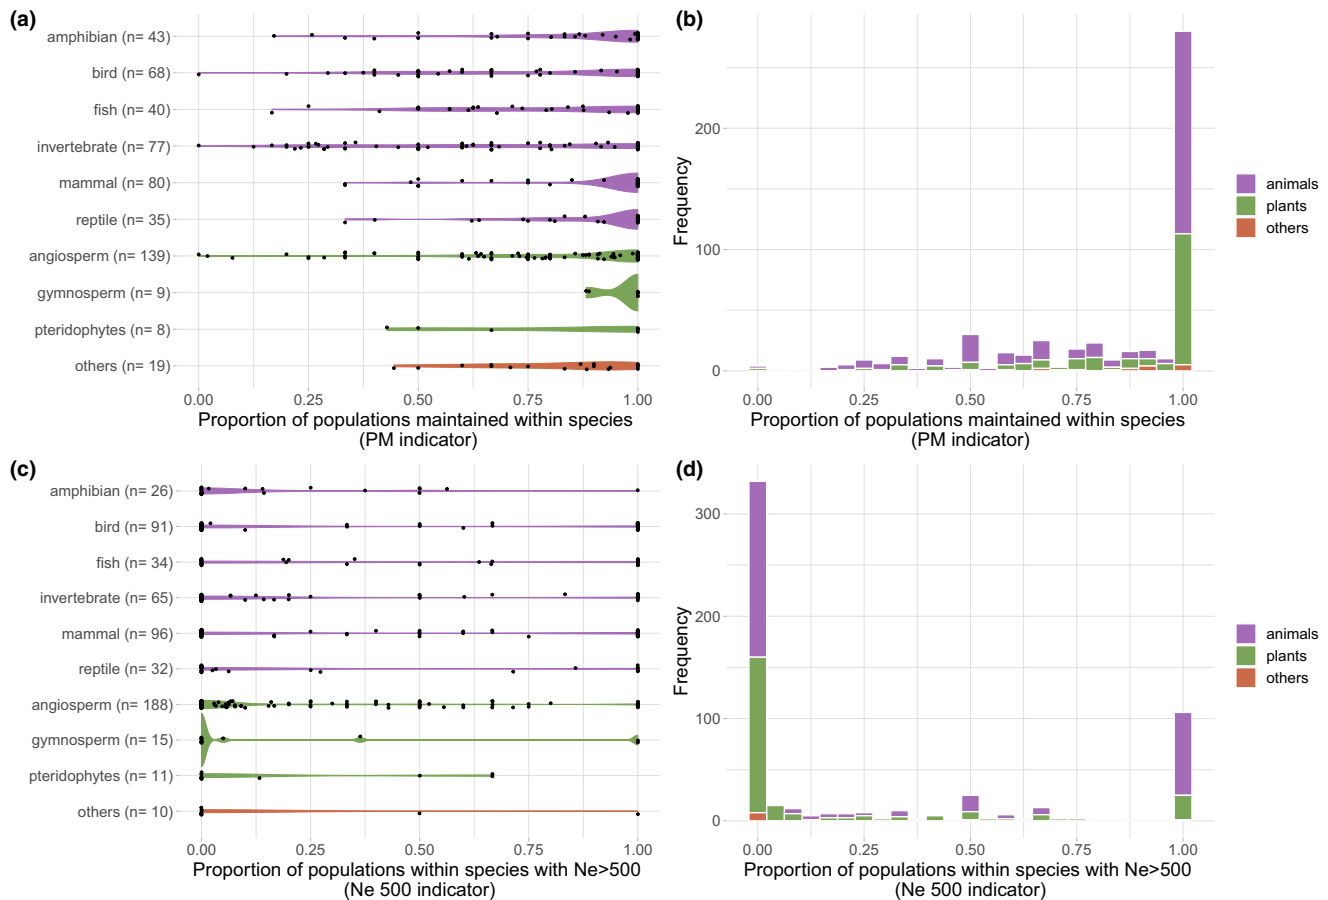 (a)
amphibian (n= 43)
bird (n= 68)
fish (n= 40)
invertebrate (n= 77)
mammal (n= 80)
reptile (n= 35)
angiosperm (n= 139)
gymnosperm (n= 9)
pteridophytes (n= 8)
others (n= 19)
0.00 0.25 0.50 0.75 1.00
Proportion of populations maintained within species
(PM indicator)
(b)
Frequency
200
100
0
0.00 0.25 0.50 0.75 1.00
Proportion of populations maintained within species
(PM indicator)
animals
plants
others
(c)
amphibian (n= 26)
bird (n= 91)
fish (n= 34)
invertebrate (n= 65)
mammal (n= 96)
reptile (n= 32)
angiosperm (n= 188)
gymnosperm (n= 15)
pteridophytes (n= 11)
others (n= 10)
0.00 0.25 0.50 0.75 1.00
Proportion of populations within species with Ne>500
(Ne 500 indicator)
(d)
Frequency
300
200
100
0
0.00 0.25 0.50 0.75 1.00
Proportion of populations within species with Ne>500
(Ne 500 indicator)
animals
plants
others